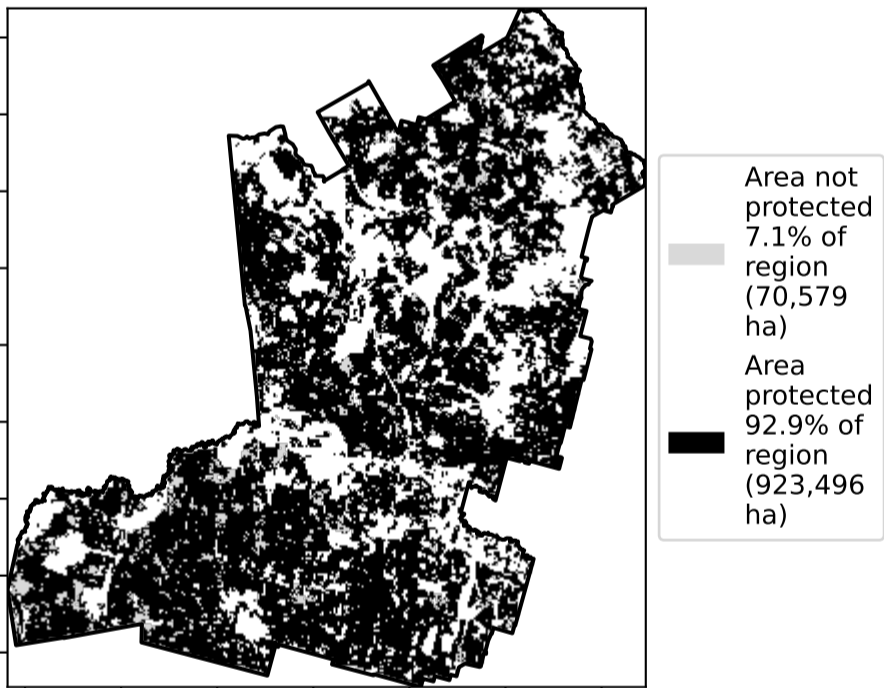 Area not
protected
7.1% of
region
(70,579
ha)
Area
protected
92.9% of
region
(923,496
ha)